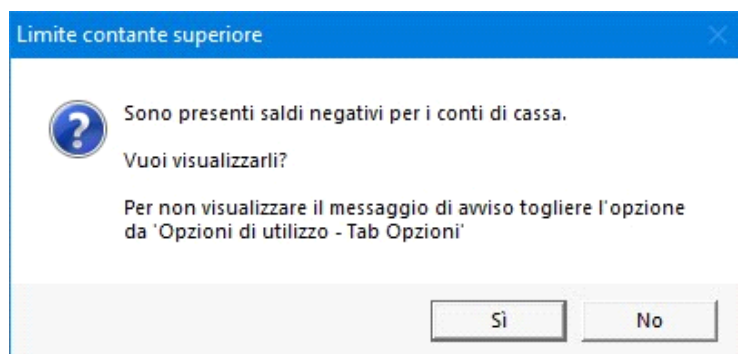 Limite contante superiore
Sono presenti saldi negativi per i conti di cassa.
Vuoi visualizzarli?
Per non visualizzare il messaggio di avviso togliere l'opzione
da 'Opzioni di utilizzo - Tab Opzioni'
Sì
No